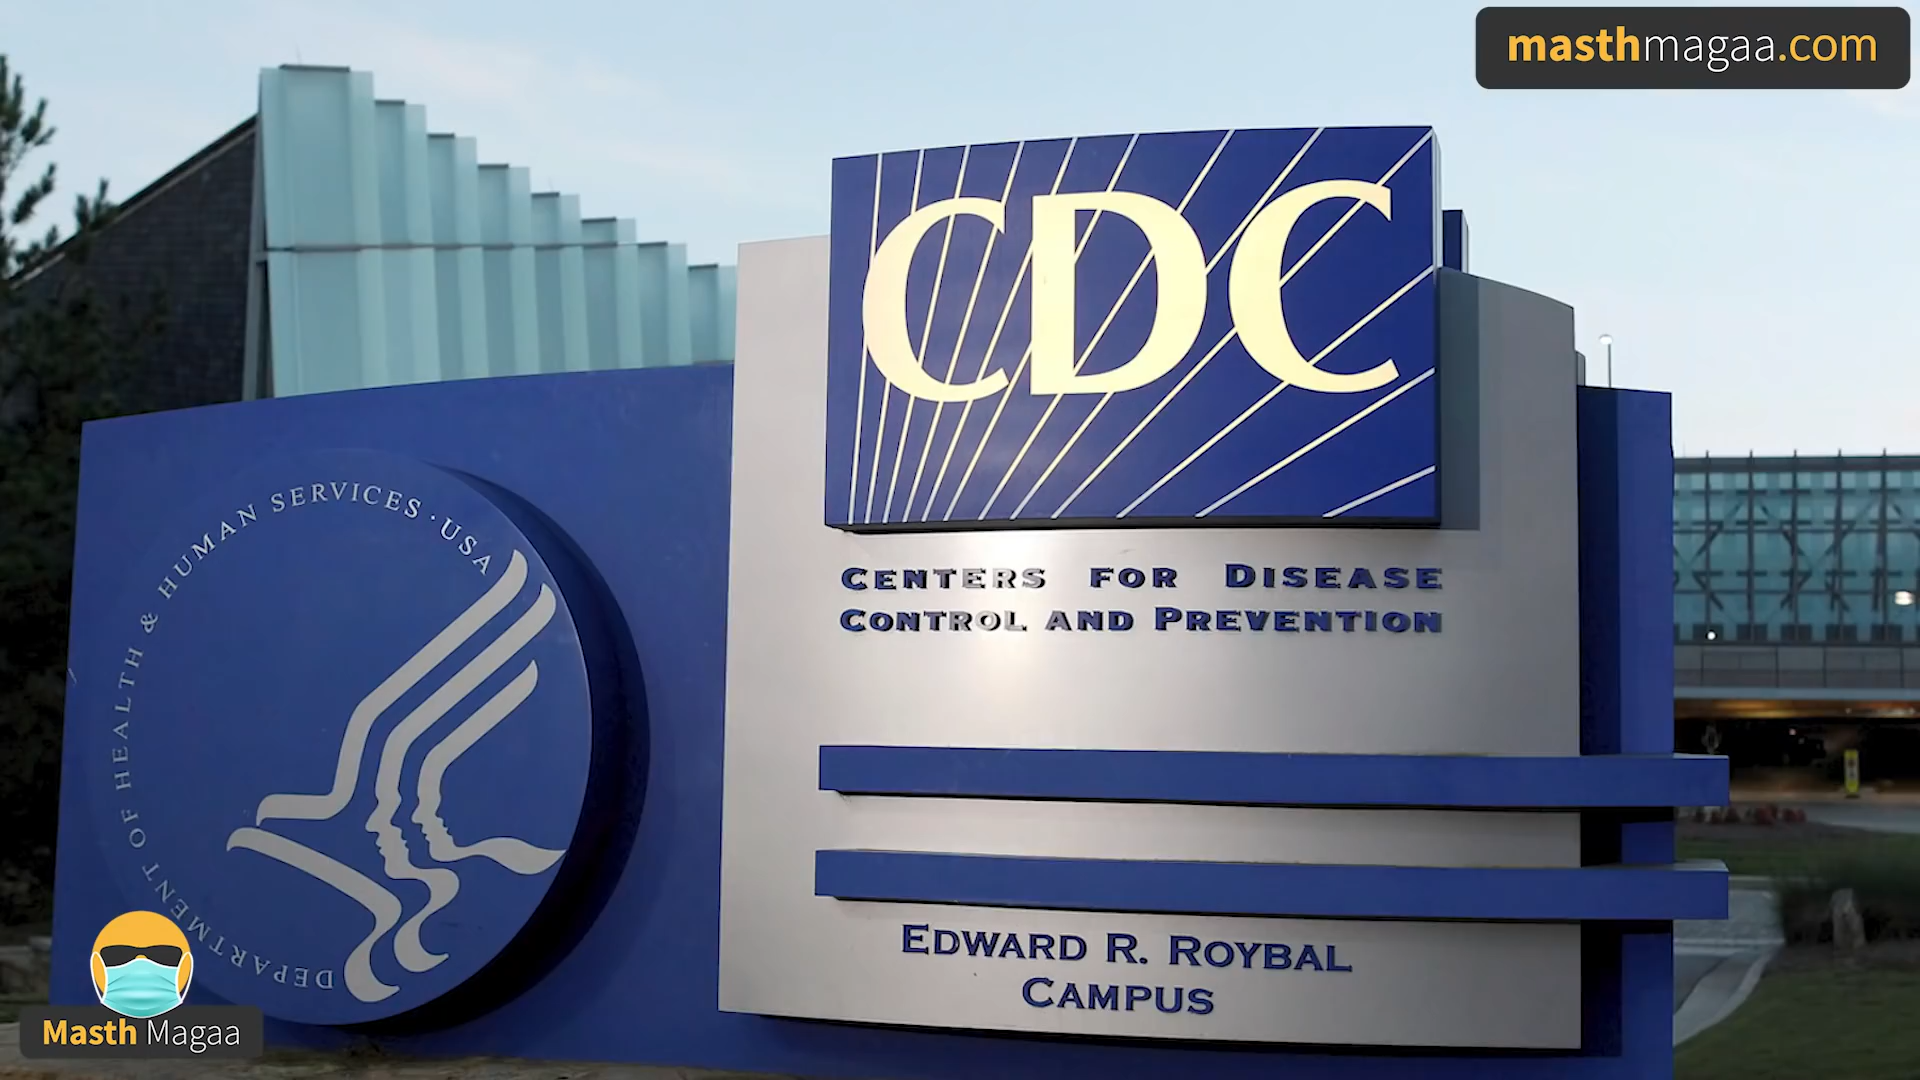 masthmagaa.com
CDC
CENTERS FOR DISEASE
CONTROL AND PREVENTION
EDWARD R. ROYBAL
CAMPUS
DEPARTMENT OF HEALTH & HUMAN SERVICES · USA
Masth Magaa